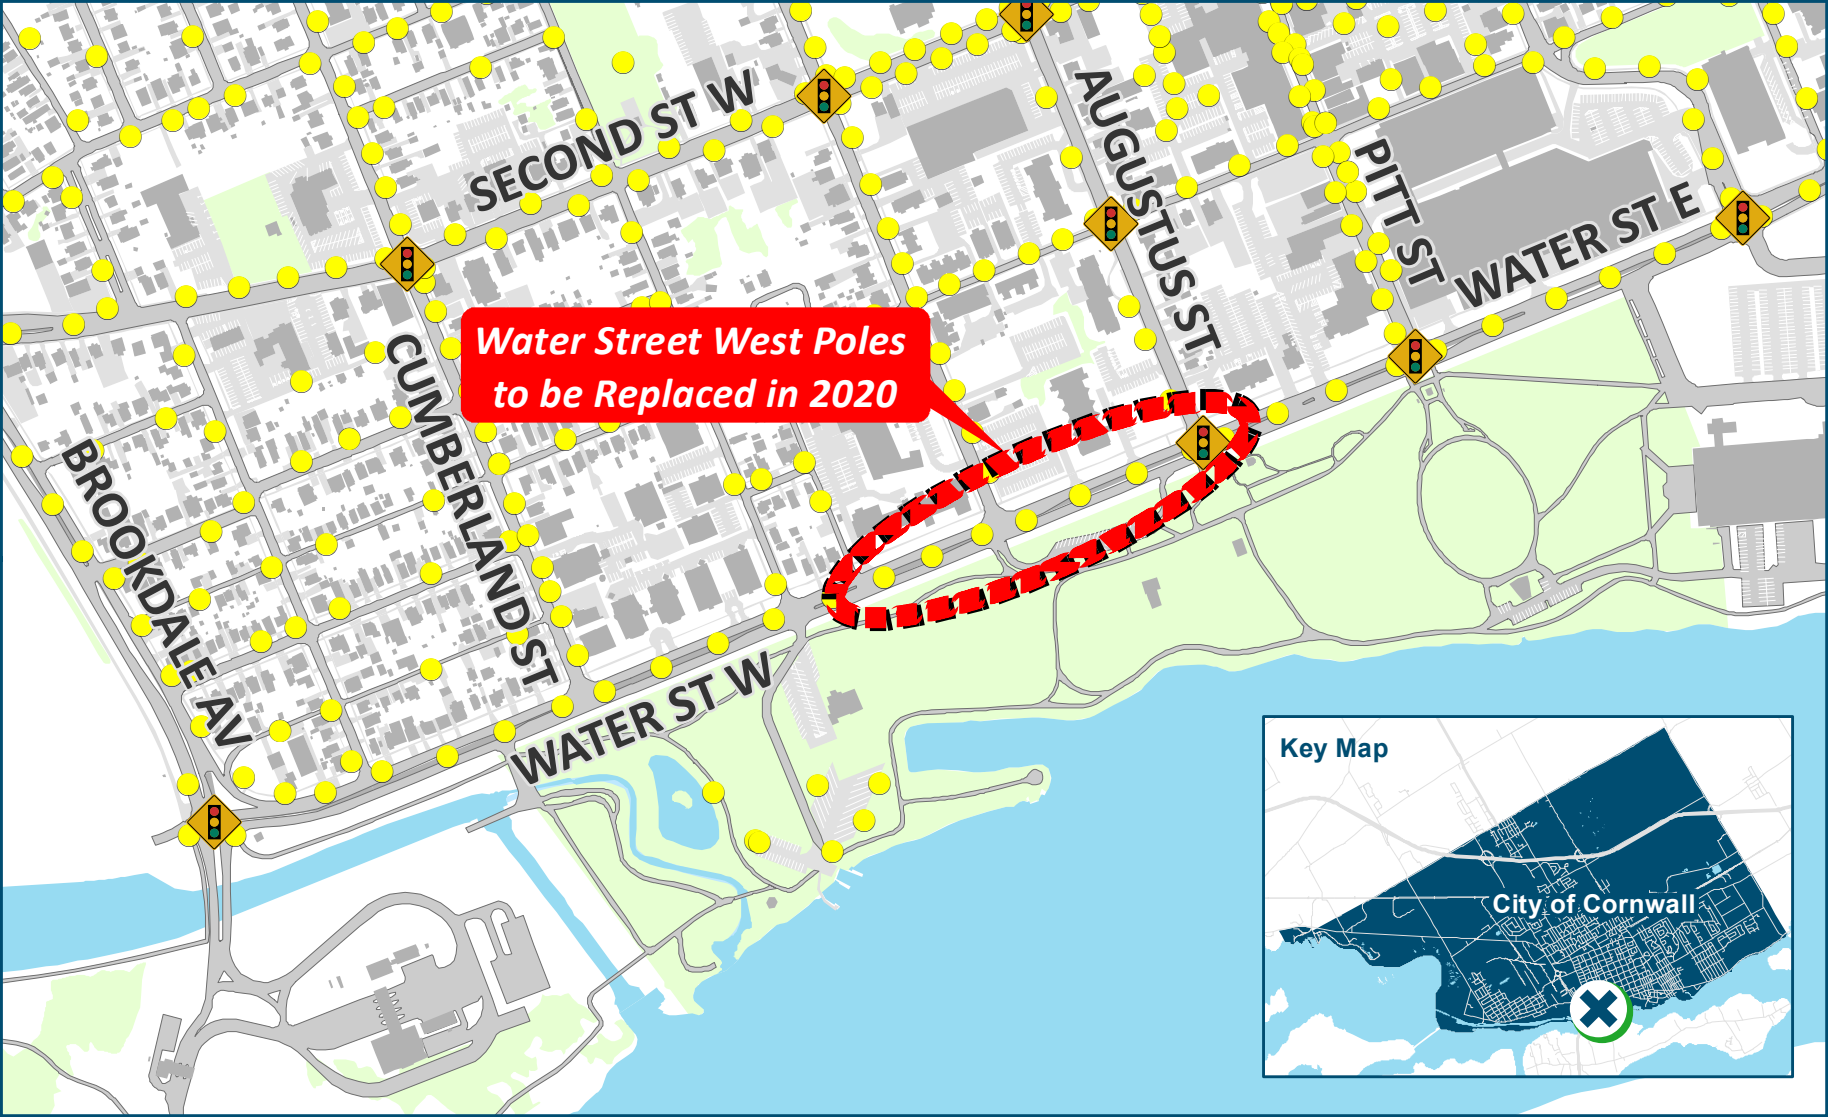 SECOND ST W
AUGUSTUS ST
PITT ST
WATER ST E
Water Street West Poles
to be Replaced in 2020
CUMBERLAND ST
BROOKDALE AV
WATER ST W
Key Map
City of Cornwall